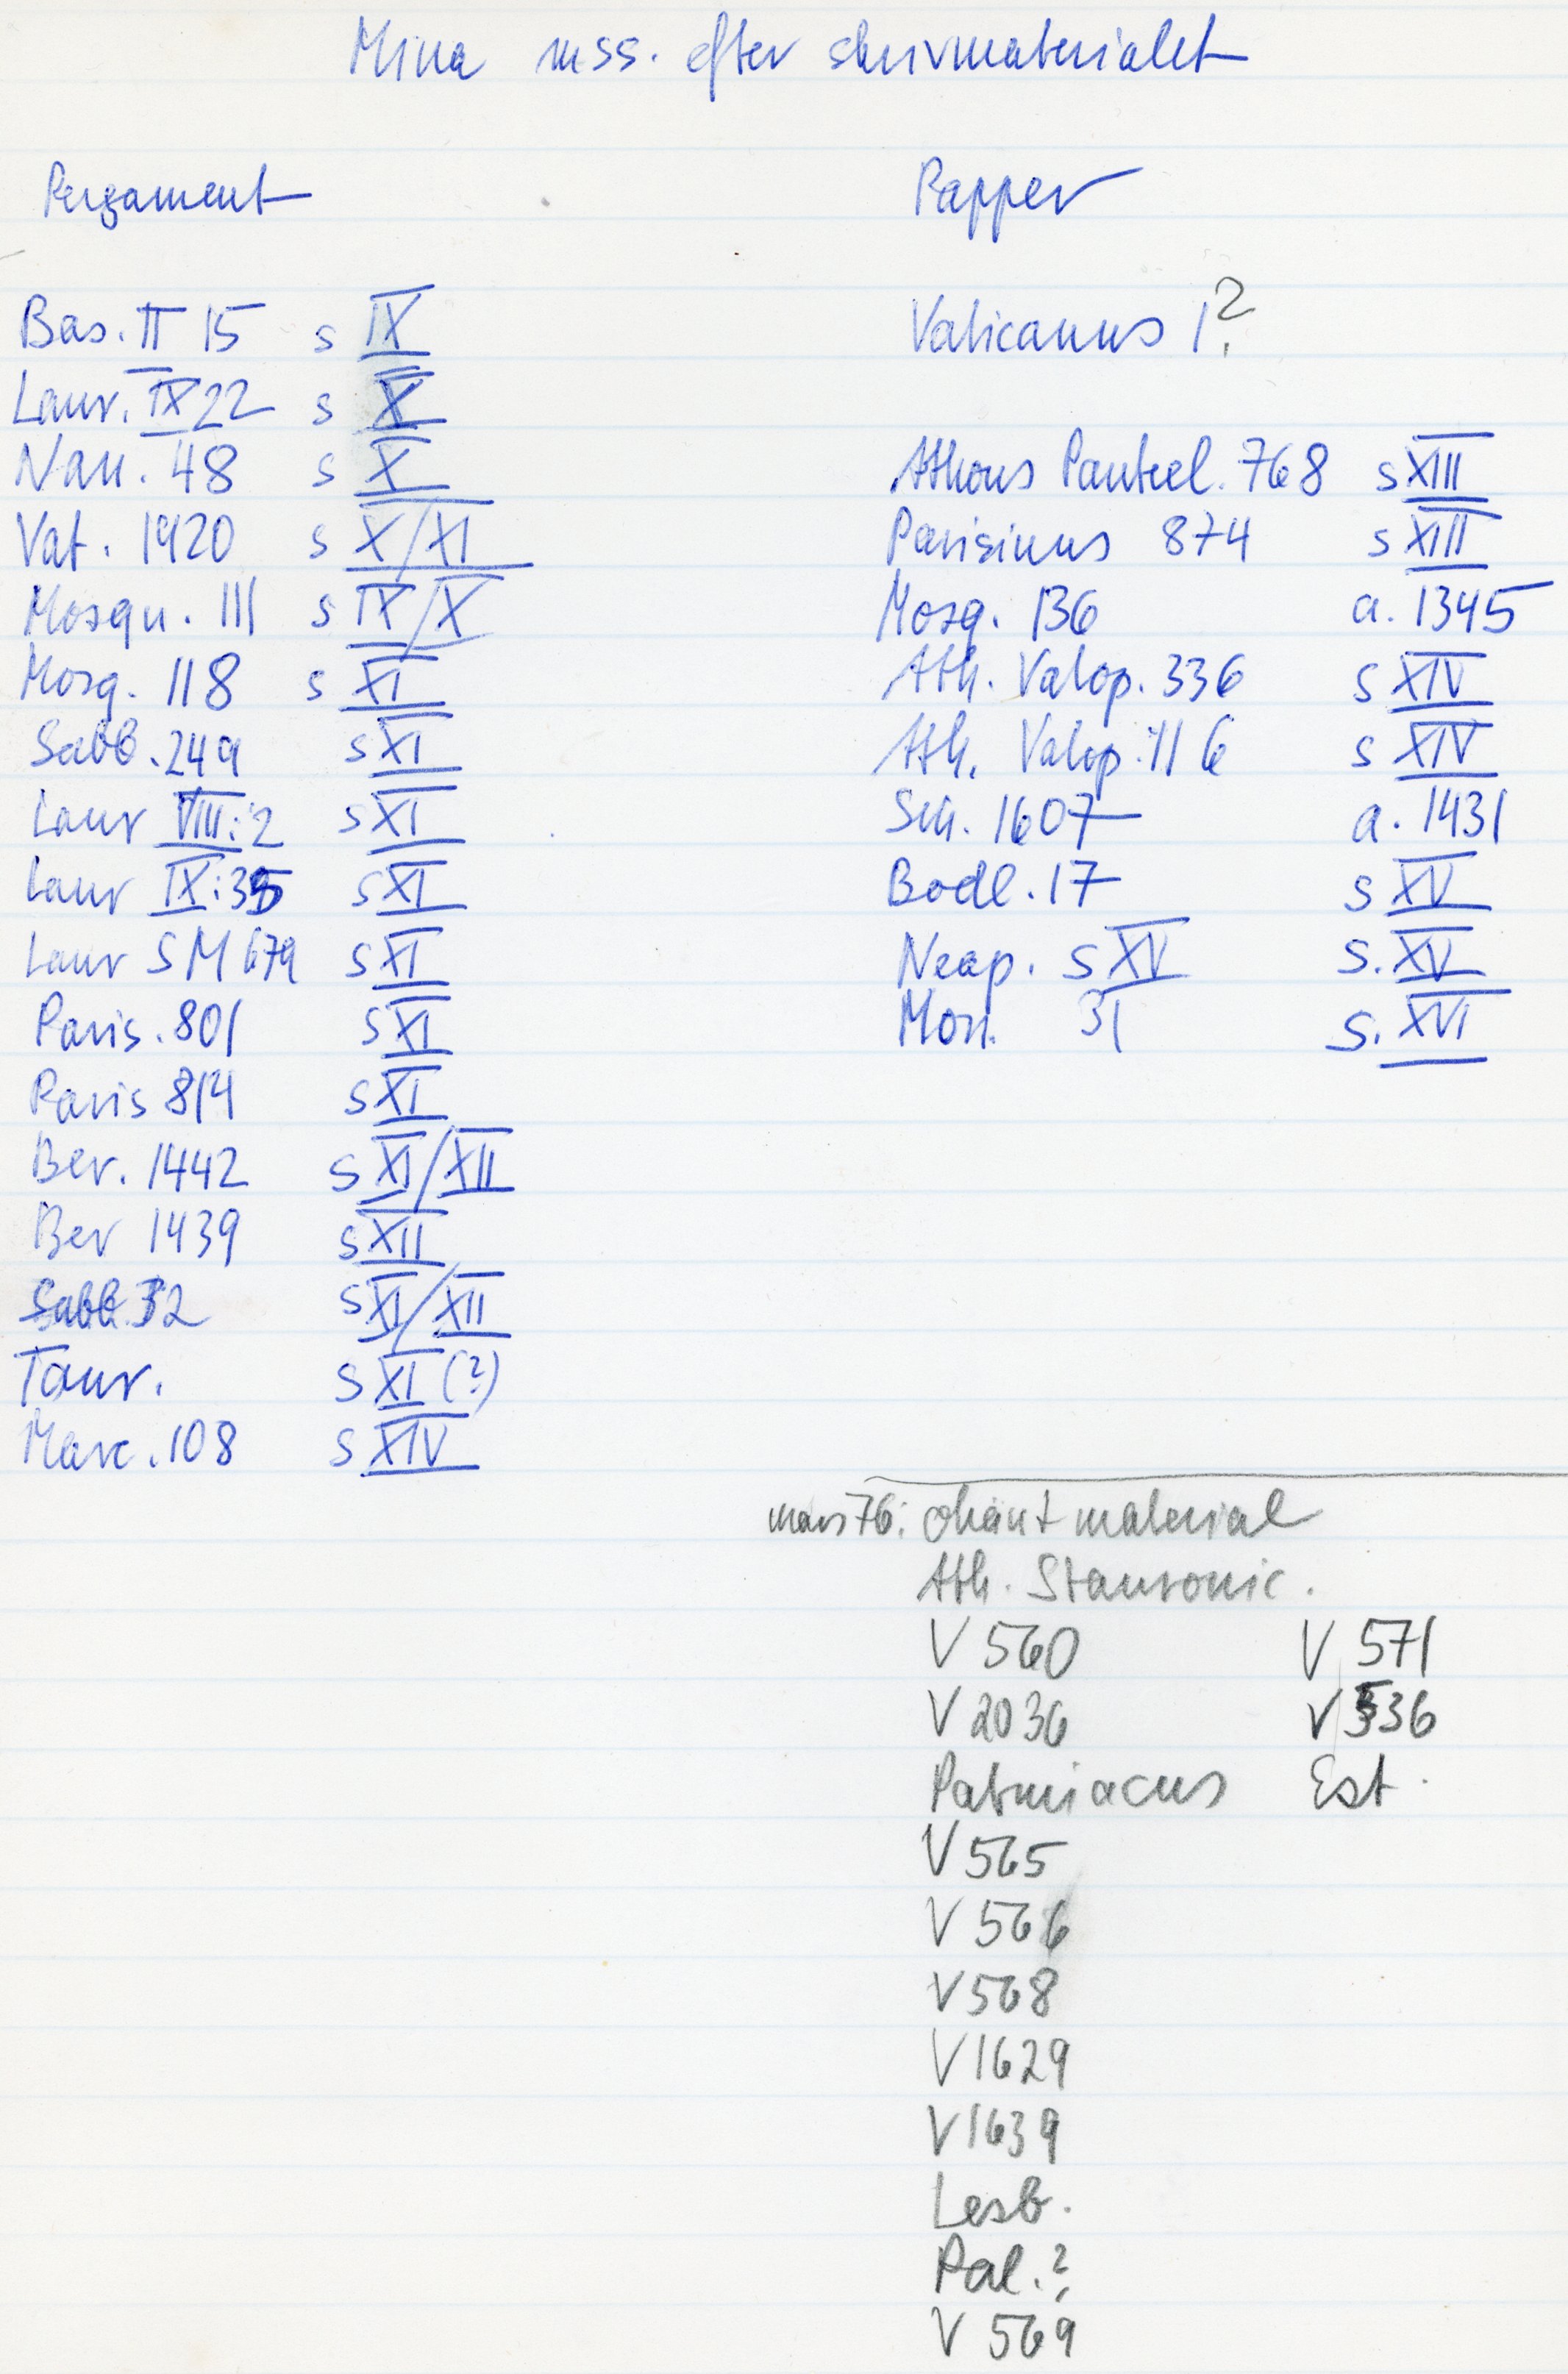 Mina mss. efter skrivmaterialet
Pergament
Bas. II 15 s IX
Laur. IX 22 s X
Nan. 48 s X
Vat. 1920 s X/XI
Mosqu. 111 s IX/X
Mosq. 118 s XI
Sabb. 249 s XI
Laur VIII:2 s XI
Laur IX:35 s XI
Laur S M 679 s XI
Paris. 801 s XI
Paris 814 s XI
Ber. 1442 s XI/XII
Ber 1439 s XII
Sabb. 32 s XI/XII
Taur. s XI (?)
Marc. 108 s XIV
Papper
Vaticanus 1?
Athous Panteel. 768 s XIII
Parisinus 874 s XIII
Mosq. 136 a. 1345
Ath. Vatop. 336 s XIV
Ath. Vatop. 116 s XIV
Sin. 1607 a. 1431
Bodl. 17 s XV
Neap. s XV s. XV
Mon. 31 s. XVI
mars 76: okänt material
Ath. Stauronic.
V 560 V 571
V 2036 V 536
Patmiacus Est.
V 565
V 566
V 568
V 1629
V 1639
Lesb.
Pal.?
V 569